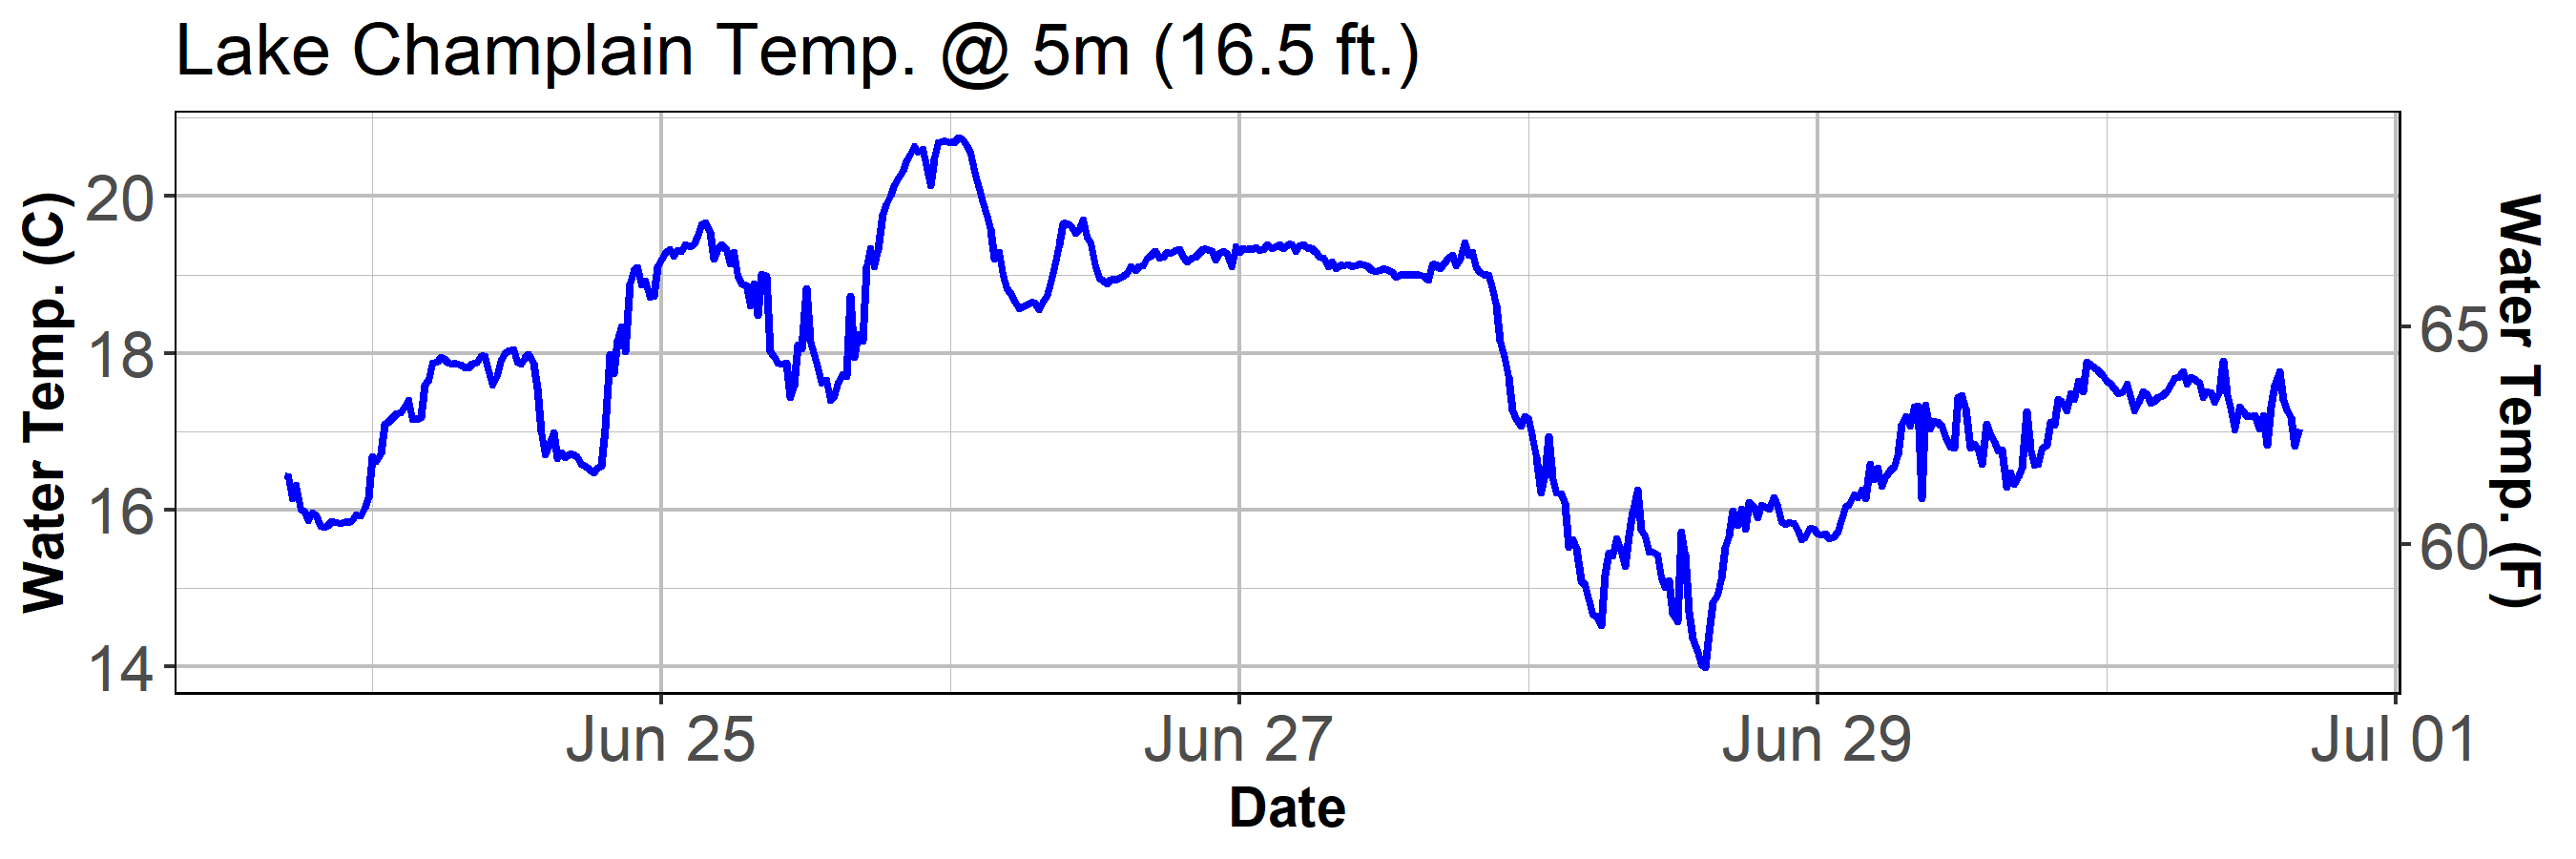 Lake Champlain Temp. @ 5m (16.5 ft.)
Water Temp. (C)
20
18
16
14
65
60
Water Temp. (F)
Jun 25
Jun 27
Jun 29
Jul 01
Date